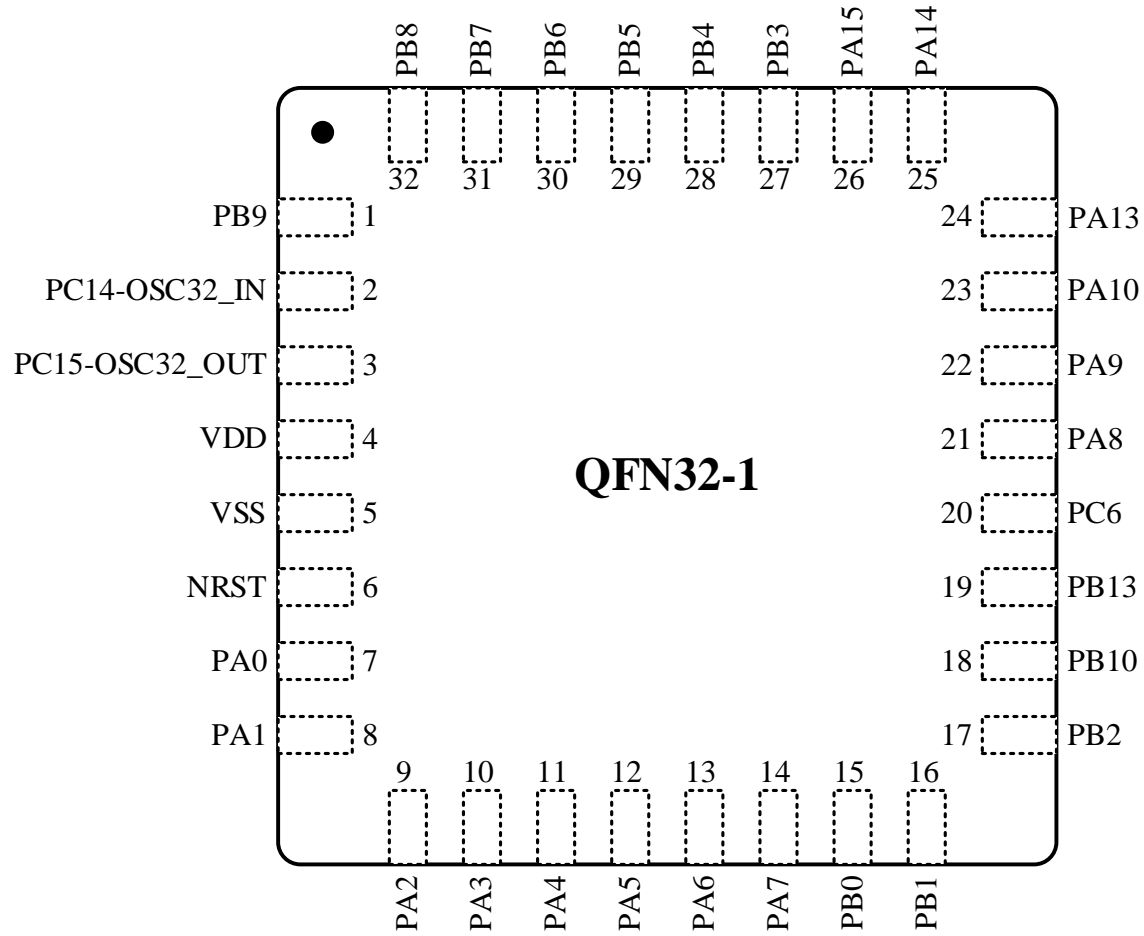 PB8 PB7 PB6 PB5 PB4 PB3 PA15 PA14
32 31 30 29 28 27 26 25
PB9 1 24 PA13
PC14-OSC32_IN 2 23 PA10
PC15-OSC32_OUT 3 22 PA9
VDD 4 21 PA8
QFN32-1
VSS 5 20 PC6
NRST 6 19 PB13
PA0 7 18 PB10
PA1 8 17 PB2
9 10 11 12 13 14 15 16
PA2 PA3 PA4 PA5 PA6 PA7 PB0 PB1